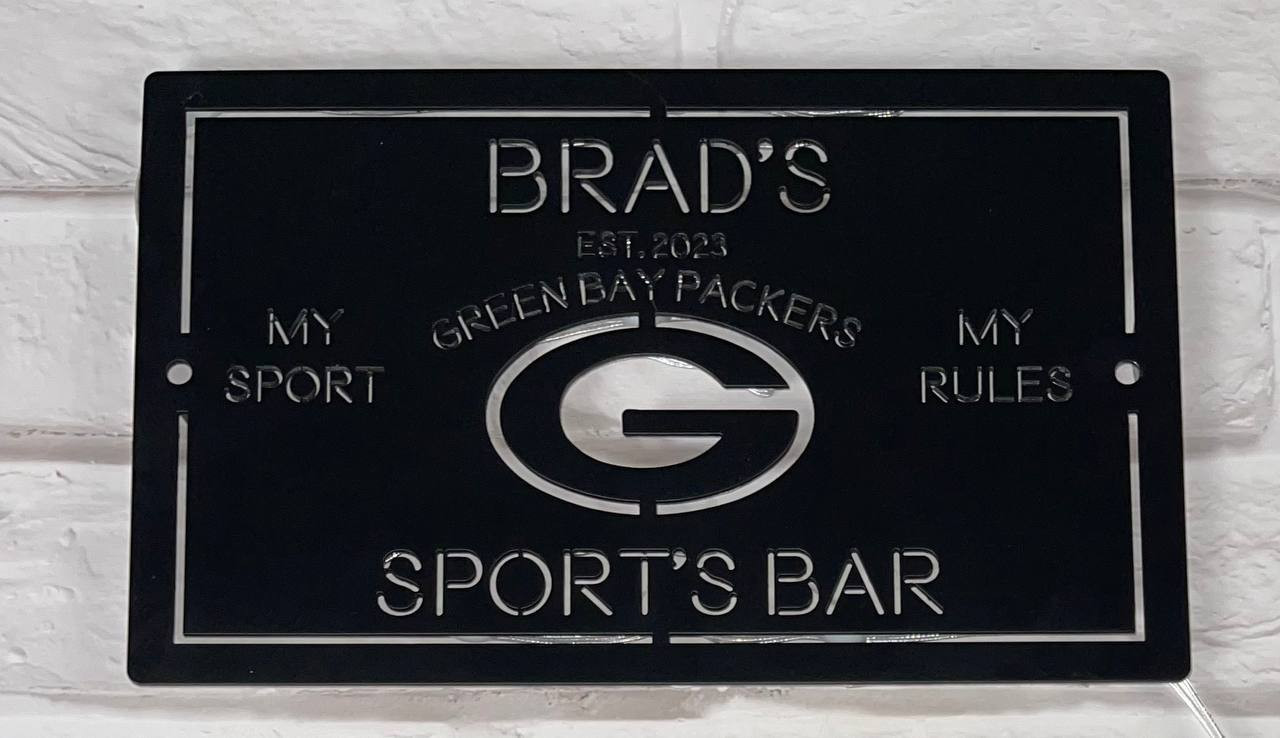 BRAD'S
EST. 2023
GREEN BAY PACKERS
G
MY
SPORT
MY
RULES
SPORT'S BAR